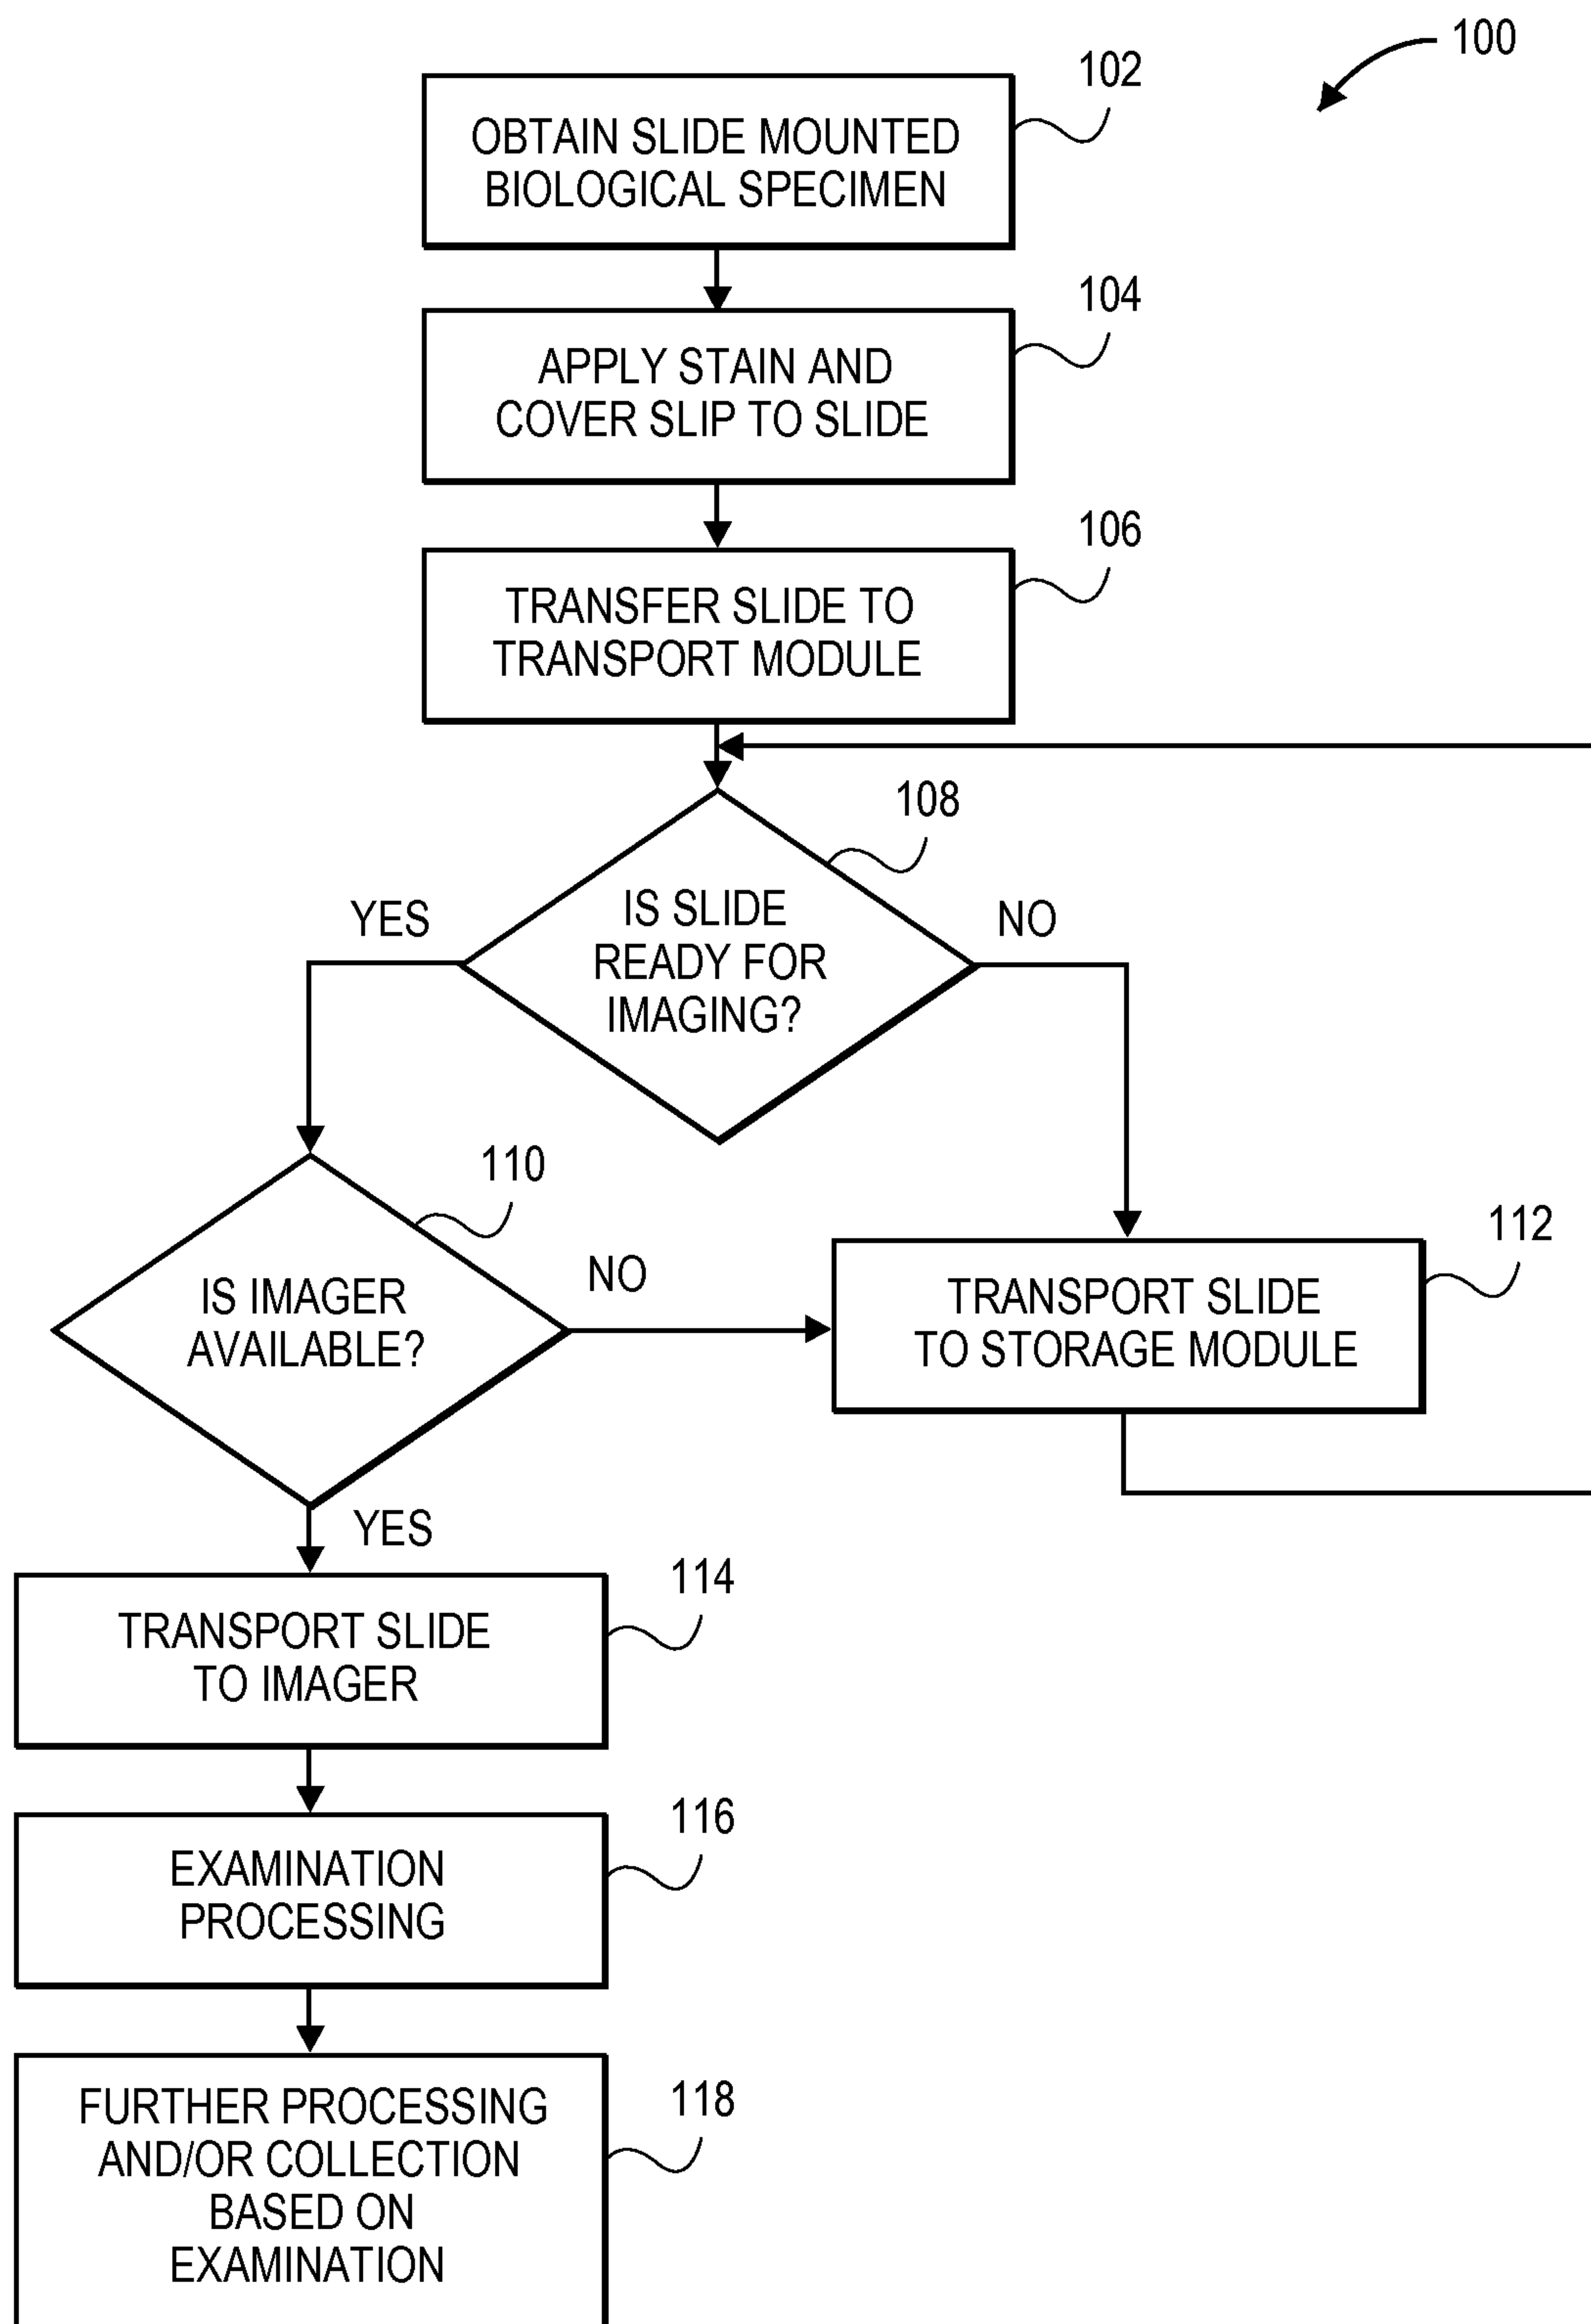 100
102
OBTAIN SLIDE MOUNTED
BIOLOGICAL SPECIMEN
104
APPLY STAIN AND
COVER SLIP TO SLIDE
106
TRANSFER SLIDE TO
TRANSPORT MODULE
108
IS SLIDE
READY FOR
IMAGING?
YES
NO
110
IS IMAGER
AVAILABLE?
NO
YES
112
TRANSPORT SLIDE
TO STORAGE MODULE
114
TRANSPORT SLIDE
TO IMAGER
116
EXAMINATION
PROCESSING
118
FURTHER PROCESSING
AND/OR COLLECTION
BASED ON
EXAMINATION